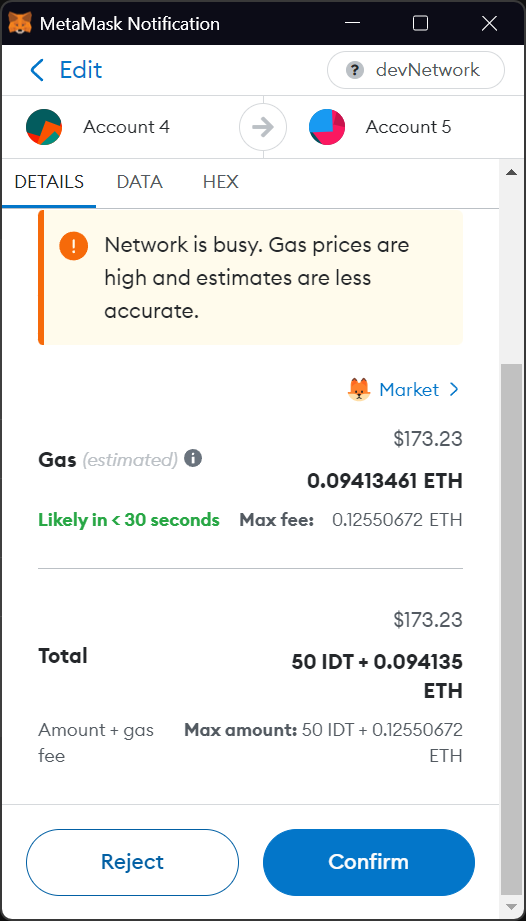 MetaMask Notification
Edit
? devNetwork
Account 4
Account 5
DETAILS DATA HEX
! Network is busy. Gas prices are
high and estimates are less
accurate.
Market
$173.23
Gas (estimated) i
0.09413461 ETH
Likely in < 30 seconds Max fee: 0.12550672 ETH
$173.23
Total
50 IDT + 0.094135
ETH
Amount + gas
fee
Max amount: 50 IDT + 0.12550672
ETH
Reject
Confirm